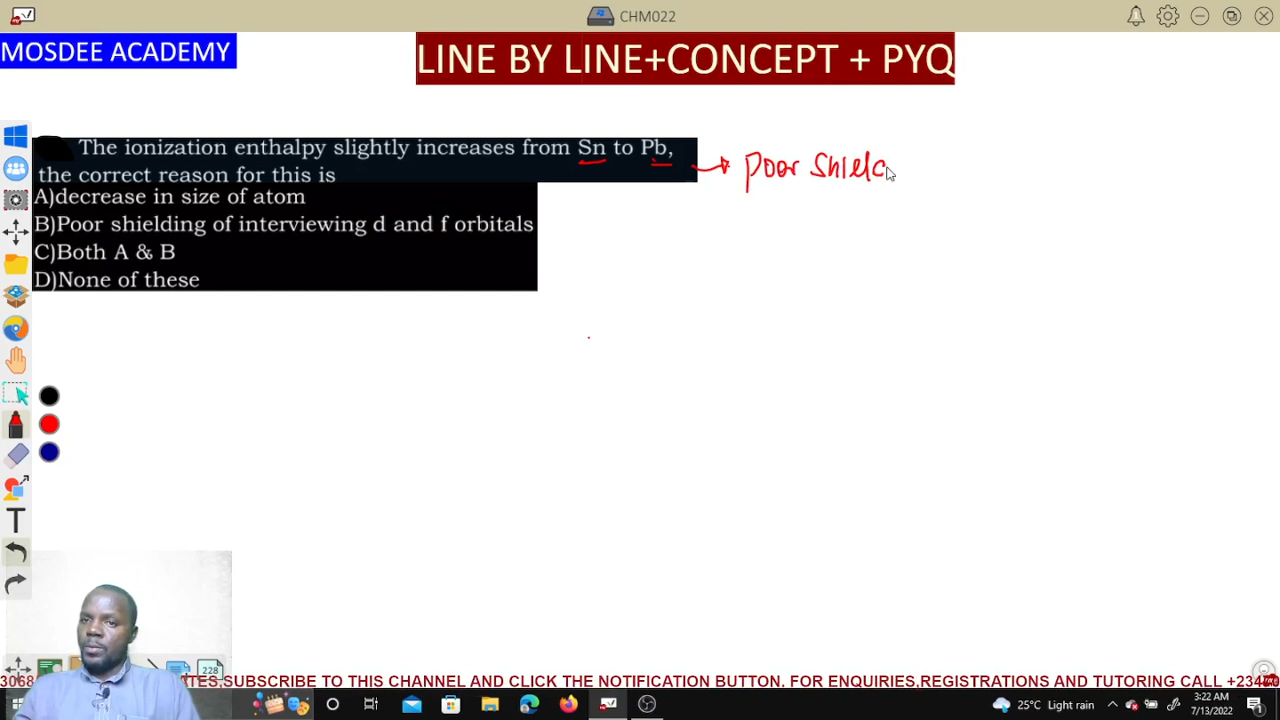 CHM022
MOSDEE ACADEMY
LINE BY LINE+CONCEPT + PYQ
The ionization enthalpy slightly increases from Sn to Pb,
the correct reason for this is
Poor Shield
A)decrease in size of atom
B)Poor shielding of interviewing d and f orbitals
C)Both A & B
D)None of these
T
228
TES,SUBSCRIBE TO THIS CHANNEL AND CLICK THE NOTIFICATION BUTTON. FOR ENQUIRIES,REGISTRATIONS AND TUTORING CALL
25°C Light rain
3:22 AM
7/13/2022